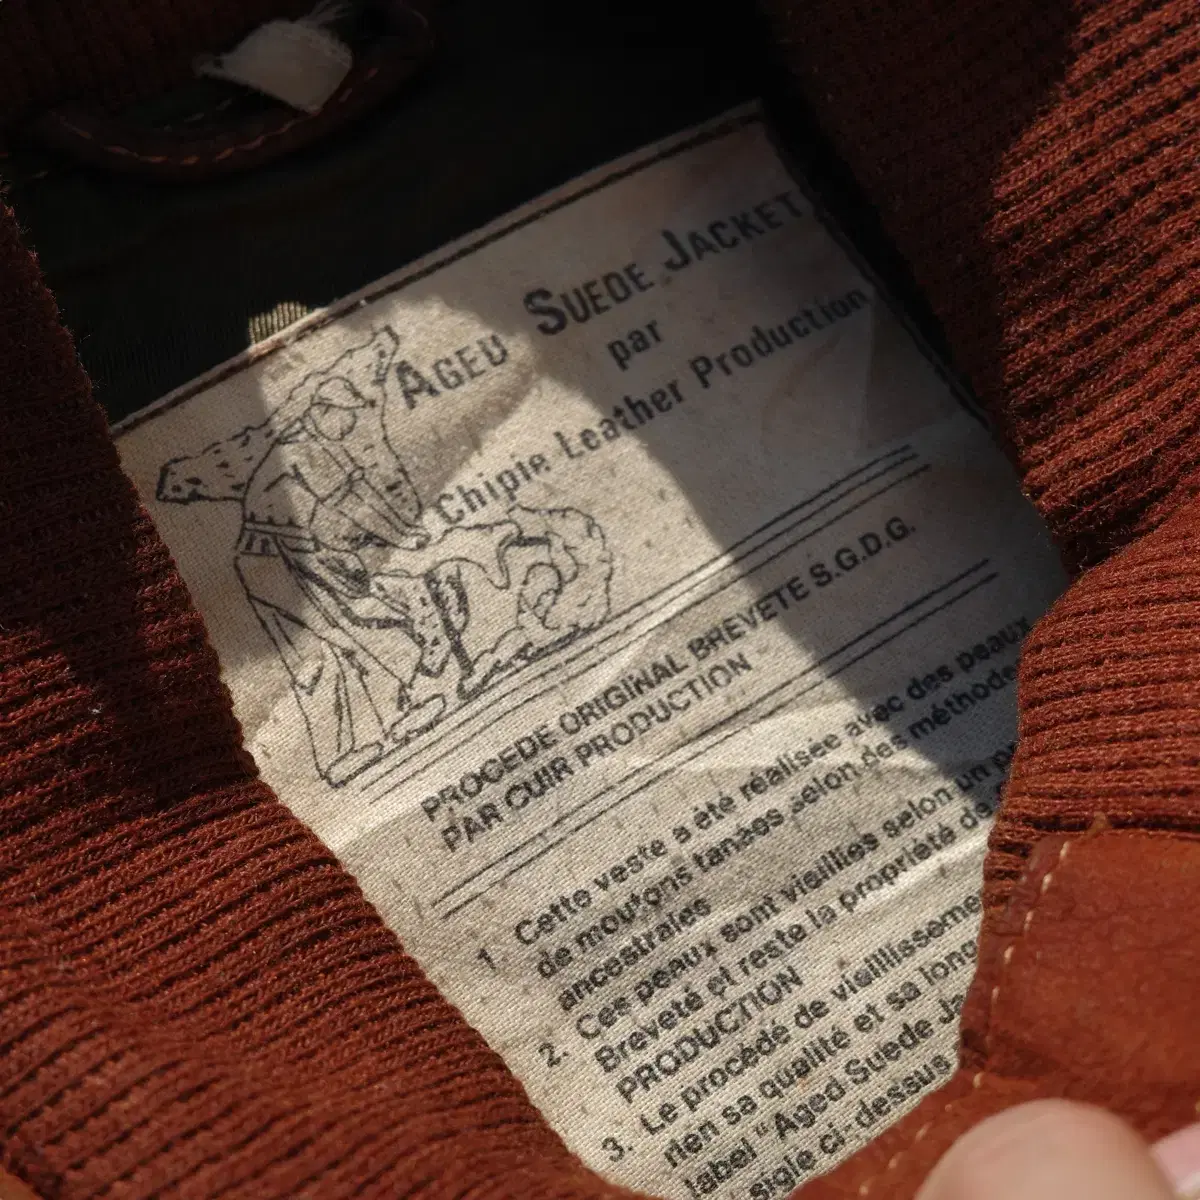 AGED SUEDE JACKET
par
Chipie Leather Production
PROCEDE ORIGINAL BREVETE S.G.D.G.
PAR CUIR PRODUCTION
1 Cette veste a été réalisée avec des peaux
de moutons tanées selon des méthode
ancestrales
2. Ces peaux sont vieillies selon un
Breveté et reste la propriété de
PRODUCTION
3. Le procédé de vieillisseme
rien sa qualité et sa long
label "Aged Suede Ja
sigle ci-dessus